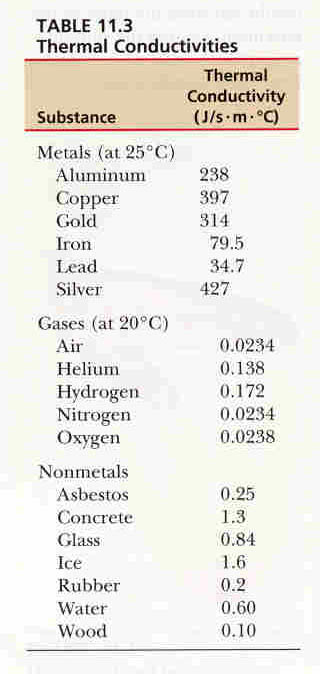 TABLE 11.3
Thermal Conductivities
Substance Thermal Conductivity (J/s·m·°C)
Metals (at 25°C)
Aluminum 238
Copper 397
Gold 314
Iron 79.5
Lead 34.7
Silver 427
Gases (at 20°C)
Air 0.0234
Helium 0.138
Hydrogen 0.172
Nitrogen 0.0234
Oxygen 0.0238
Nonmetals
Asbestos 0.25
Concrete 1.3
Glass 0.84
Ice 1.6
Rubber 0.2
Water 0.60
Wood 0.10